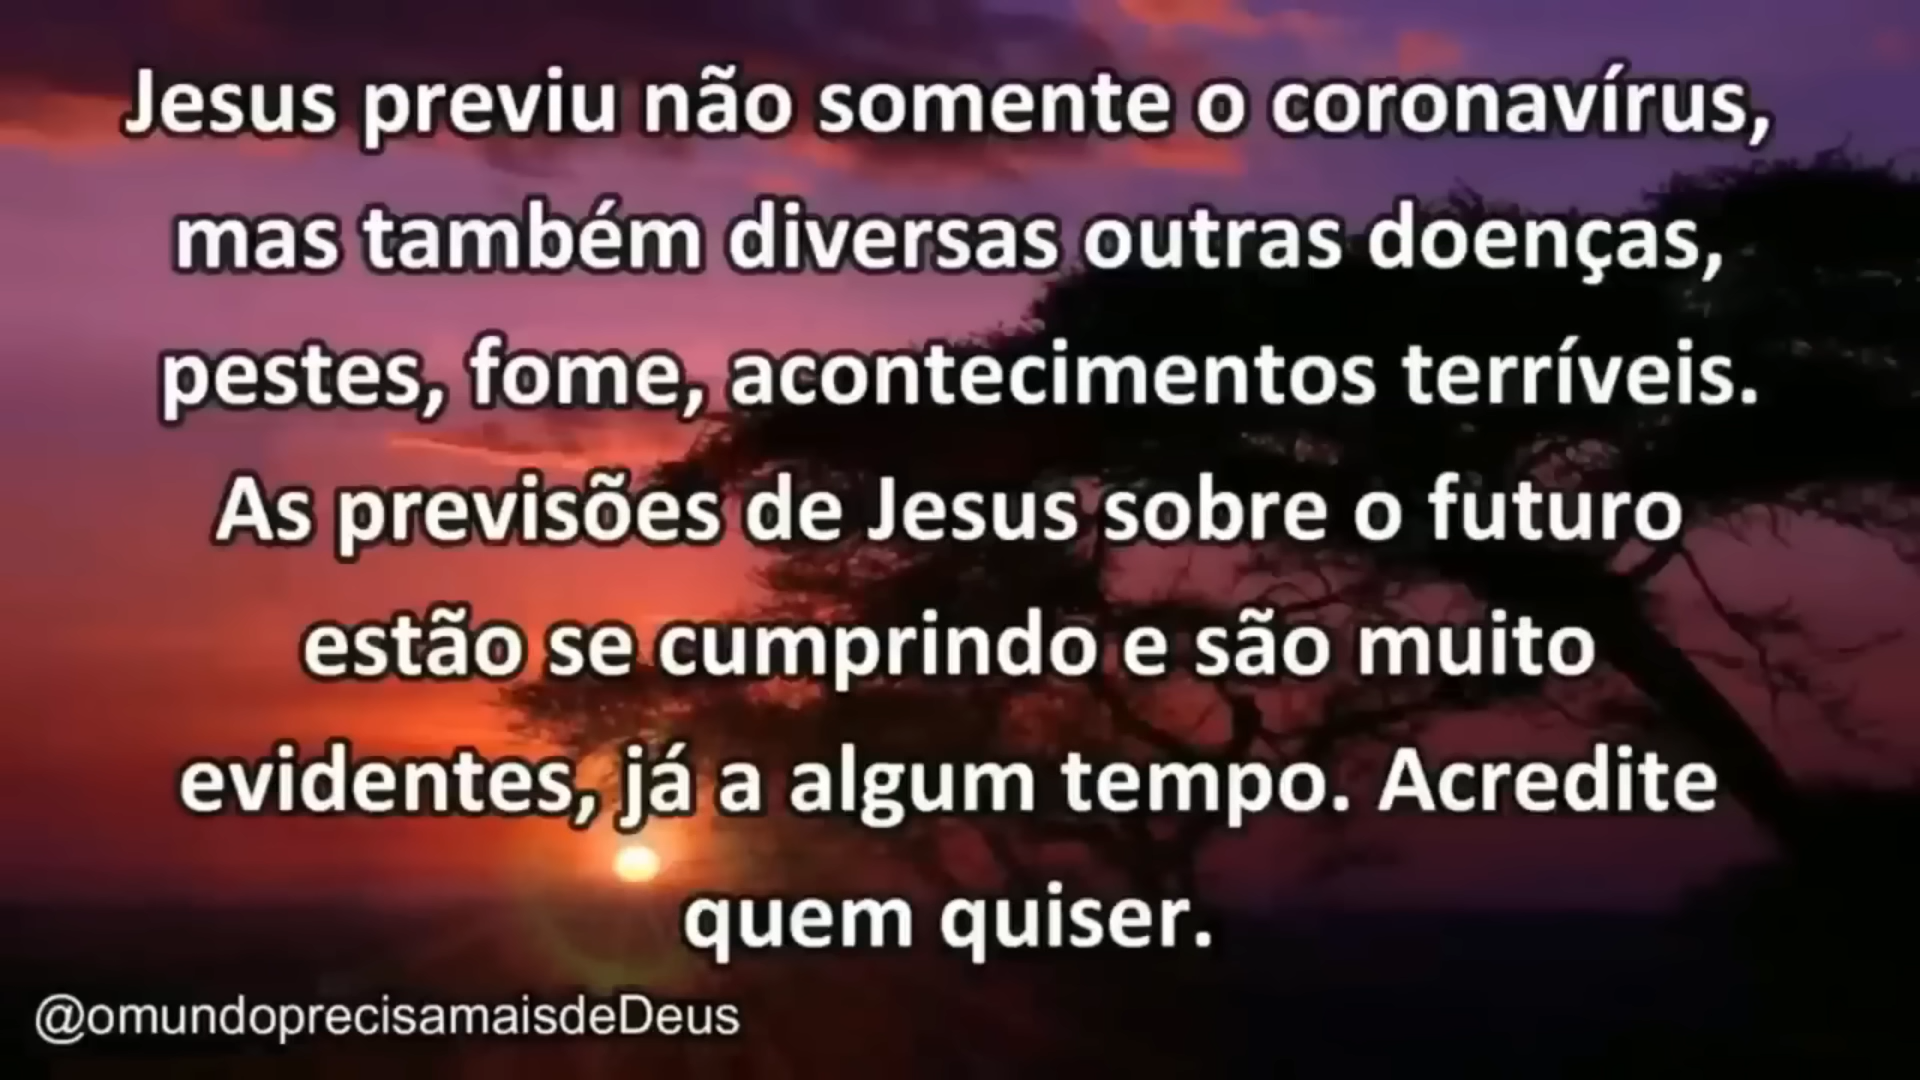 Jesus previu não somente o coronavírus,
mas também diversas outras doenças,
pestes, fome, acontecimentos terríveis.
As previsões de Jesus sobre o futuro
estão se cumprindo e são muito
evidentes, já a algum tempo. Acredite
quem quiser.
@omundoprecisamaisdeDeus